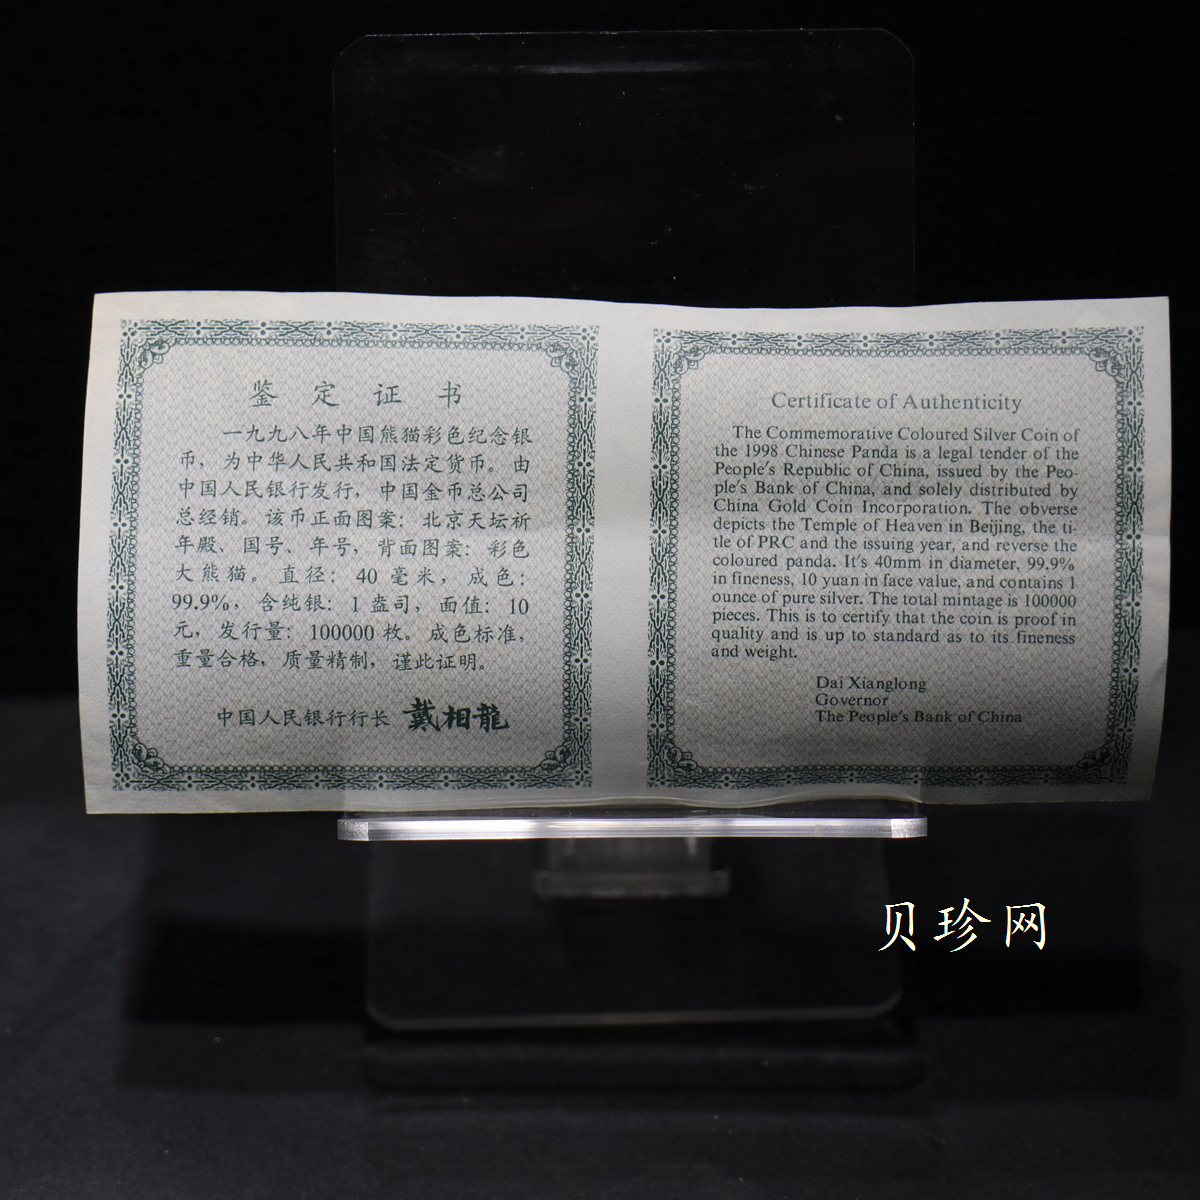 鉴定证书
一九九八年中国熊猫彩色纪念银
币，为中华人民共和国法定货币。由
中国人民银行发行，中国金币总公司
总经销。该币正面图案：北京天坛祈
年殿、国号、年号，背面图案：彩色
大熊猫。直径：40 毫米，成色：
99.9%，含纯银：1 盎司，面值：10
元，发行量：100000 枚。成色标准，
重量合格，质量精制，谨此证明。
中国人民银行行长 戴相龍
Certificate of Authenticity
The Commemorative Coloured Silver Coin of
the 1998 Chinese Panda is a legal tender of the
People's Republic of China, issued by the Peo-
ple's Bank of China, and solely distributed by
China Gold Coin Incorporation. The obverse
depicts the Temple of Heaven in Beijing, the ti-
tle of PRC and the issuing year, and reverse the
coloured panda. It's 40mm in diameter, 99.9%
in fineness, 10 yuan in face value, and contains 1
ounce of pure silver. The total mintage is 100000
pieces. This is to certify that the coin is proof in
quality and is up to standard as to its fineness
and weight.
Dai Xianglong
Governor
The People's Bank of China
贝珍网